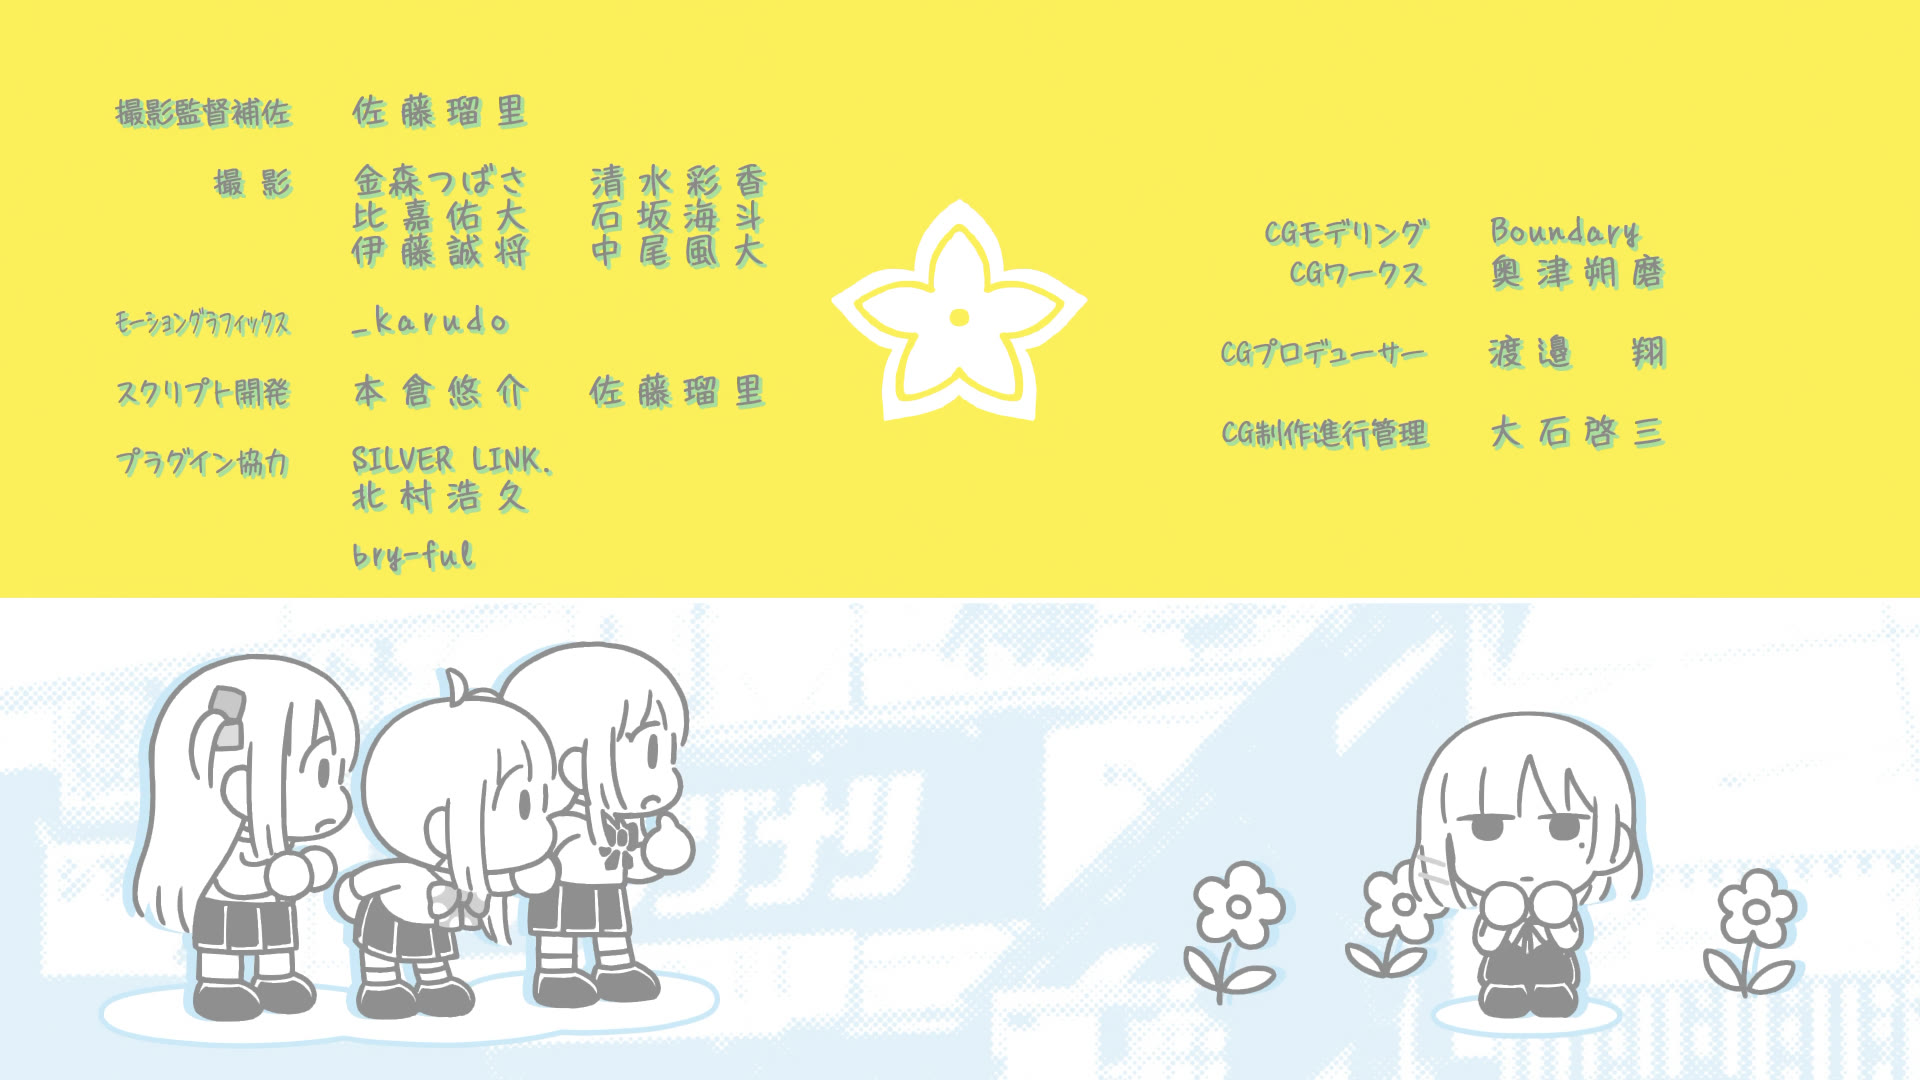 撮影監督補佐 佐藤瑠里
撮影 金森つばさ 清水彩香
比嘉佑大 石坂海斗
伊藤誠将 中尾風大
モーショングラフィックス _karudo
スクリプト開発 本倉悠介 佐藤瑠里
プラグイン協力 SILVER LINK.
北村浩久
bry-ful
CGモデリング Boundary
CGワークス 奥津朔磨
CGプロデューサー 渡邉 翔
CG制作進行管理 大石啓三